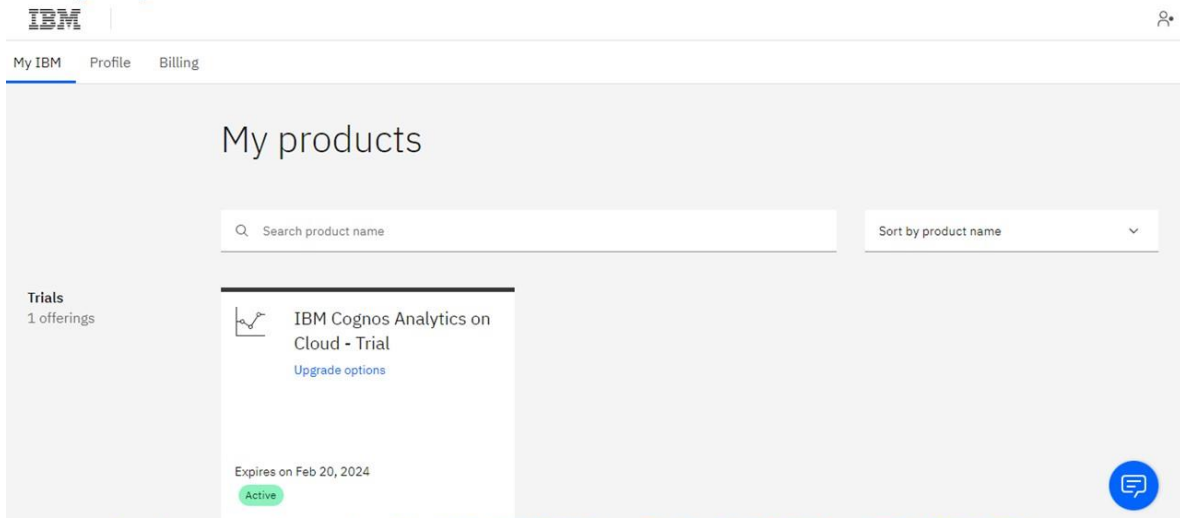 IBM
My IBM Profile Billing
My products
Search product name
Sort by product name
Trials
1 offerings
IBM Cognos Analytics on
Cloud - Trial
Upgrade options
Expires on Feb 20, 2024
Active